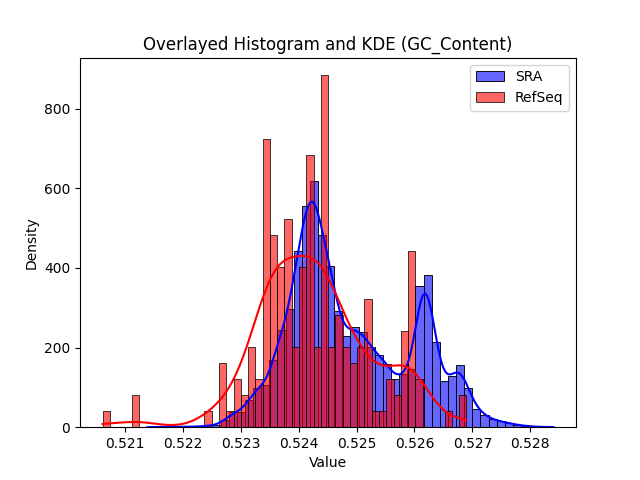 Overlayed Histogram and KDE (GC_Content)
SRA
RefSeq
800
600
400
200
0
Density
0.521 0.522 0.523 0.524 0.525 0.526 0.527 0.528
Value